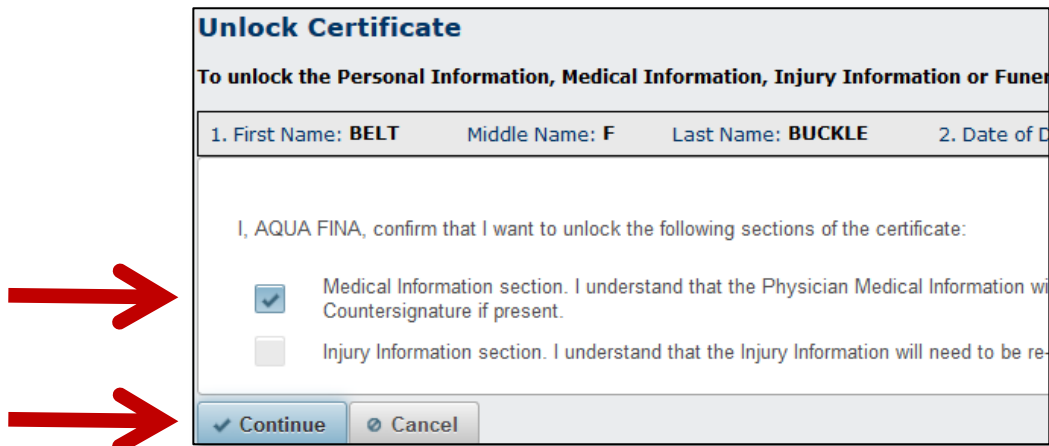 Unlock Certificate
To unlock the Personal Information, Medical Information, Injury Information or Funer
1. First Name: BELT Middle Name: F Last Name: BUCKLE 2. Date of D
I, AQUA FINA, confirm that I want to unlock the following sections of the certificate:
Medical Information section. I understand that the Physician Medical Information wi
Countersignature if present.
Injury Information section. I understand that the Injury Information will need to be re-
Continue Cancel